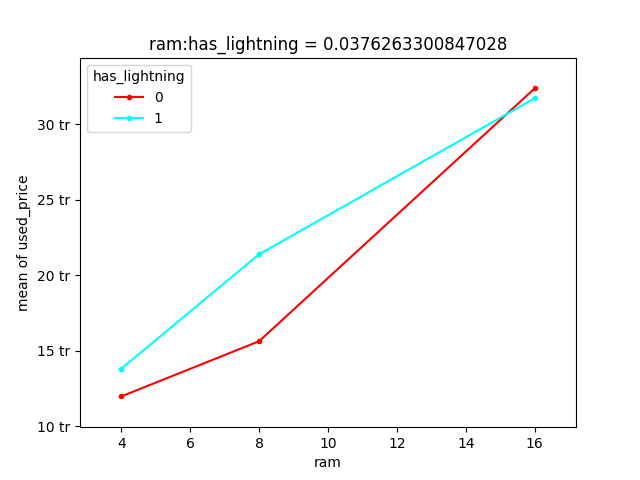 ram:has_lightning = 0.0376263300847028
has_lightning
0
1
mean of used_price
30 tr
25 tr
20 tr
15 tr
10 tr
4 6 8 10 12 14 16
ram